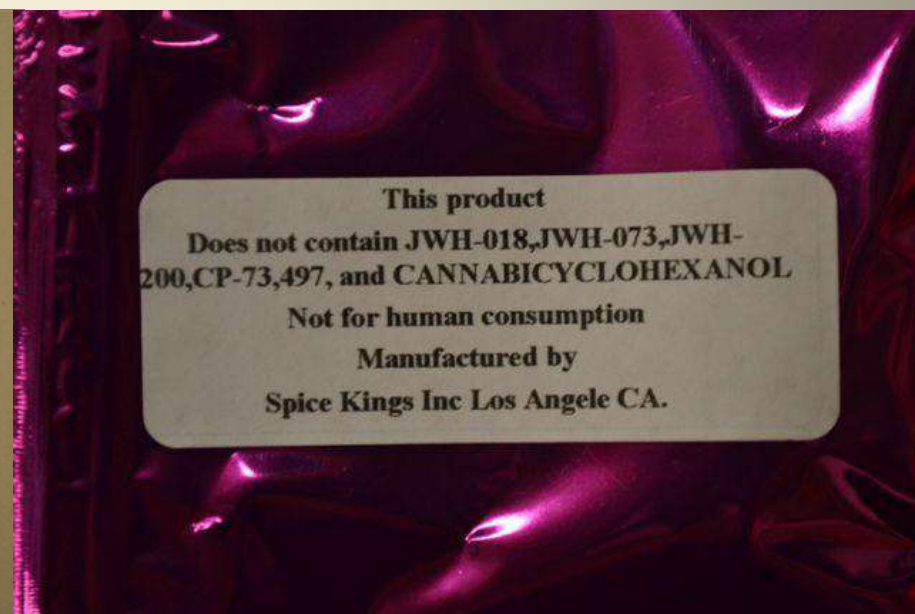 This product
Does not contain JWH-018,JWH-073,JWH-
200,CP-73,497, and CANNABICYCLOHEXANOL
Not for human consumption
Manufactured by
Spice Kings Inc Los Angele CA.